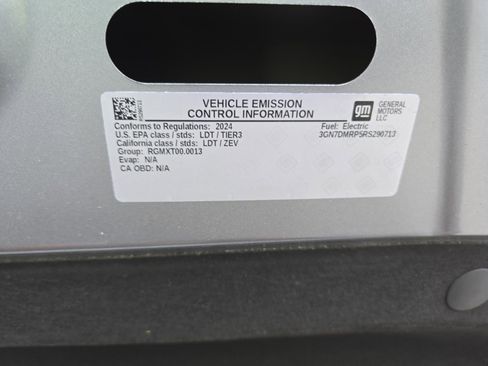 VEHICLE EMISSION
CONTROL INFORMATION
gm
GENERAL
MOTORS
LLC
Conforms to Regulations: 2024
U.S. EPA class / stds: LDT / TIER3
California class / stds: LDT / ZEV
Group: RGMXT00.0013
Evap: N/A
CA OBD: N/A
Fuel: Electric
3GN7DMRP5RS290713